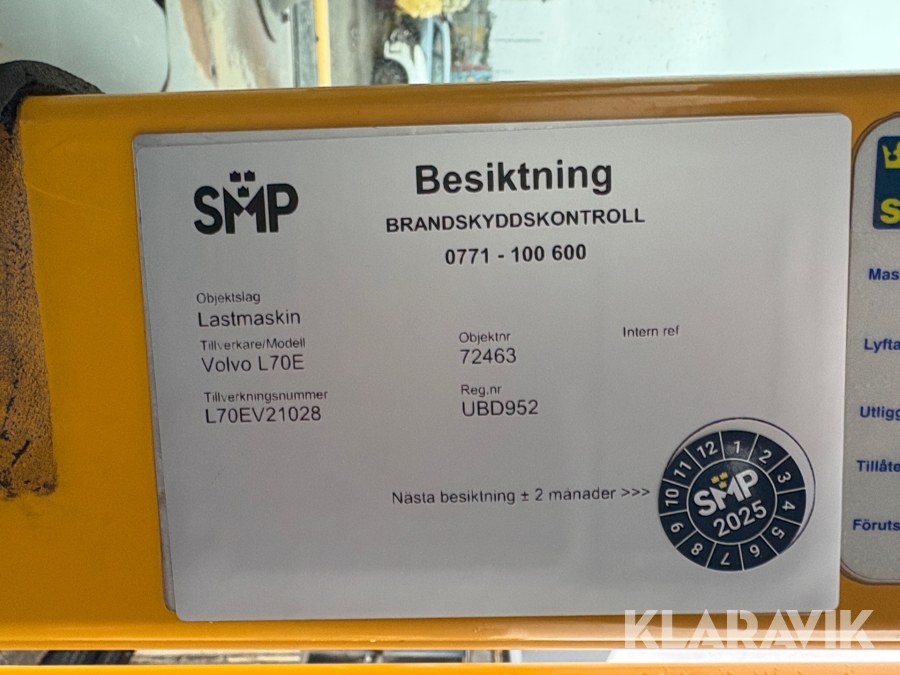 SMP
Besiktning
BRANDSKYDDSKONTROLL
0771 - 100 600
Objektslag
Lastmaskin
Tillverkare/Modell
Volvo L70E
Objektnr
72463
Intern ref
Tillverkningsnummer
L70EV21028
Reg.nr
UBD952
Nästa besiktning ± 2 månader >>>
12 1 2 3 4 5 6 7 8 9 10 11
SMP
2025
S
Mas
Lyfta
Utligg
Tillåte
Föruts
KLARAVIK